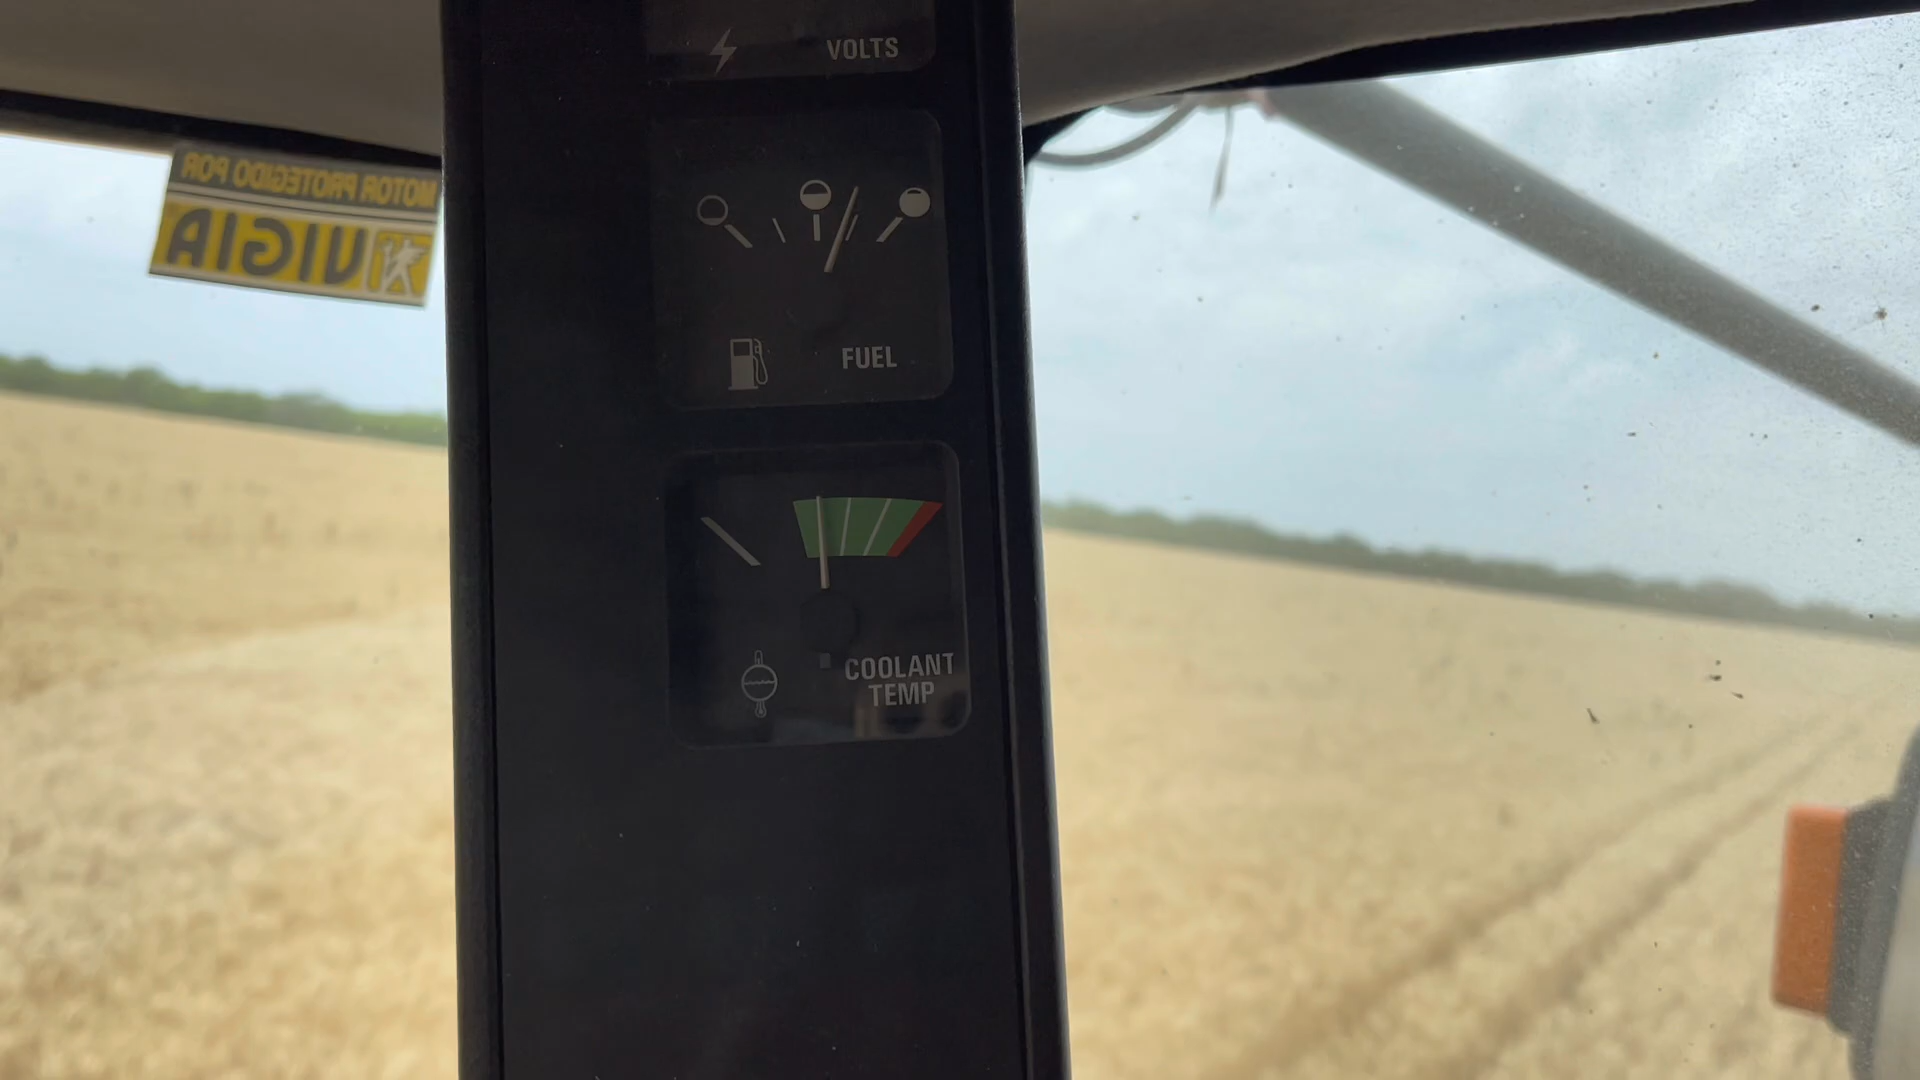 VOLTS
MOTOR PROTEGIDO POR
VIGIA
FUEL
COOLANT
TEMP